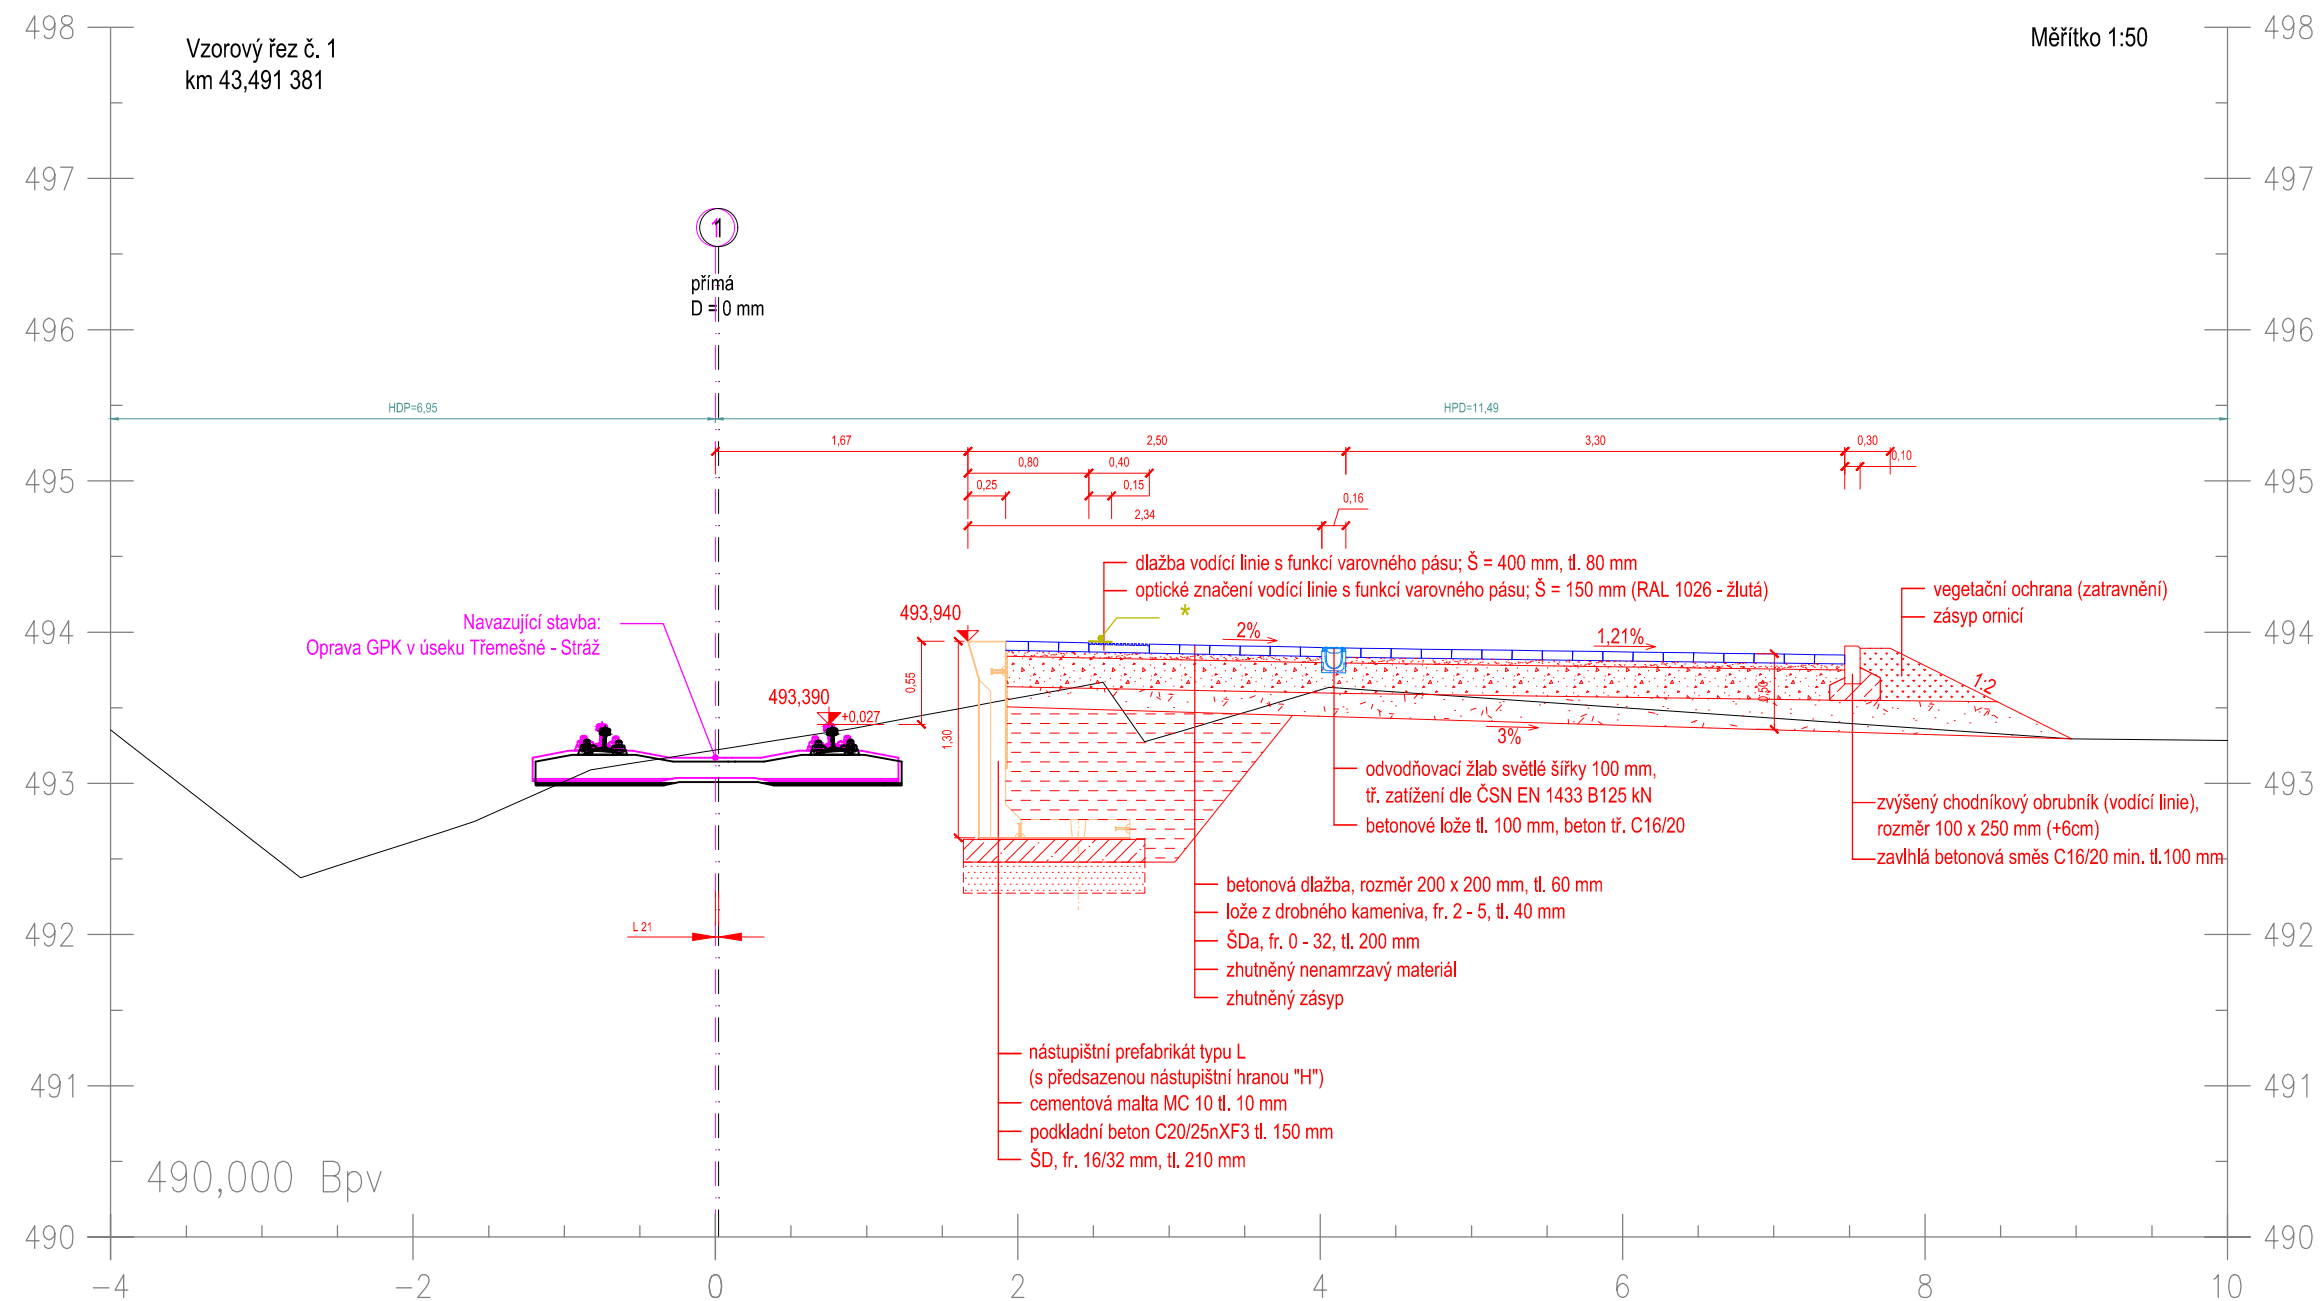 498
498
Vzorový řez č. 1
Měřítko 1:50
km 43,491 381
497
497
1
přímá
D = 0 mm
496
496
HDP=6,95
HPD=11,49
1,67
2,50
3,30
0,30
0,80
0,40
0,10
495
495
0,25
0,15
0,16
2,34
dlažba vodící linie s funkcí varovného pásu; Š = 400 mm, tl. 80 mm
optické značení vodící linie s funkcí varovného pásu; Š = 150 mm (RAL 1026 - žlutá)
*
vegetační ochrana (zatravnění)
zásyp ornicí
493,940
Navazující stavba:
Oprava GPK v úseku Třemešné - Stráž
494
494
2%
1,21%
0,55
493,390
+0,027
1,30
0,50
1:2
3%
odvodňovací žlab světlé šířky 100 mm,
tř. zatížení dle ČSN EN 1433 B125 kN
betonové lože tl. 100 mm, beton tř. C16/20
493
493
zvýšený chodníkový obrubník (vodící linie),
rozměr 100 x 250 mm (+6cm)
zavlhlá betonová směs C16/20 min. tl.100 mm
betonová dlažba, rozměr 200 x 200 mm, tl. 60 mm
lože z drobného kameniva, fr. 2 - 5, tl. 40 mm
ŠDa, fr. 0 - 32, tl. 200 mm
zhutněný nenamrzavý materiál
zhutněný zásyp
L 21
492
492
nástupištní prefabrikát typu L
(s předsazenou nástupištní hranou "H")
cementová malta MC 10 tl. 10 mm
podkladní beton C20/25nXF3 tl. 150 mm
ŠD, fr. 16/32 mm, tl. 210 mm
491
491
490,000 Bpv
490
490
-4
-2
0
2
4
6
8
10